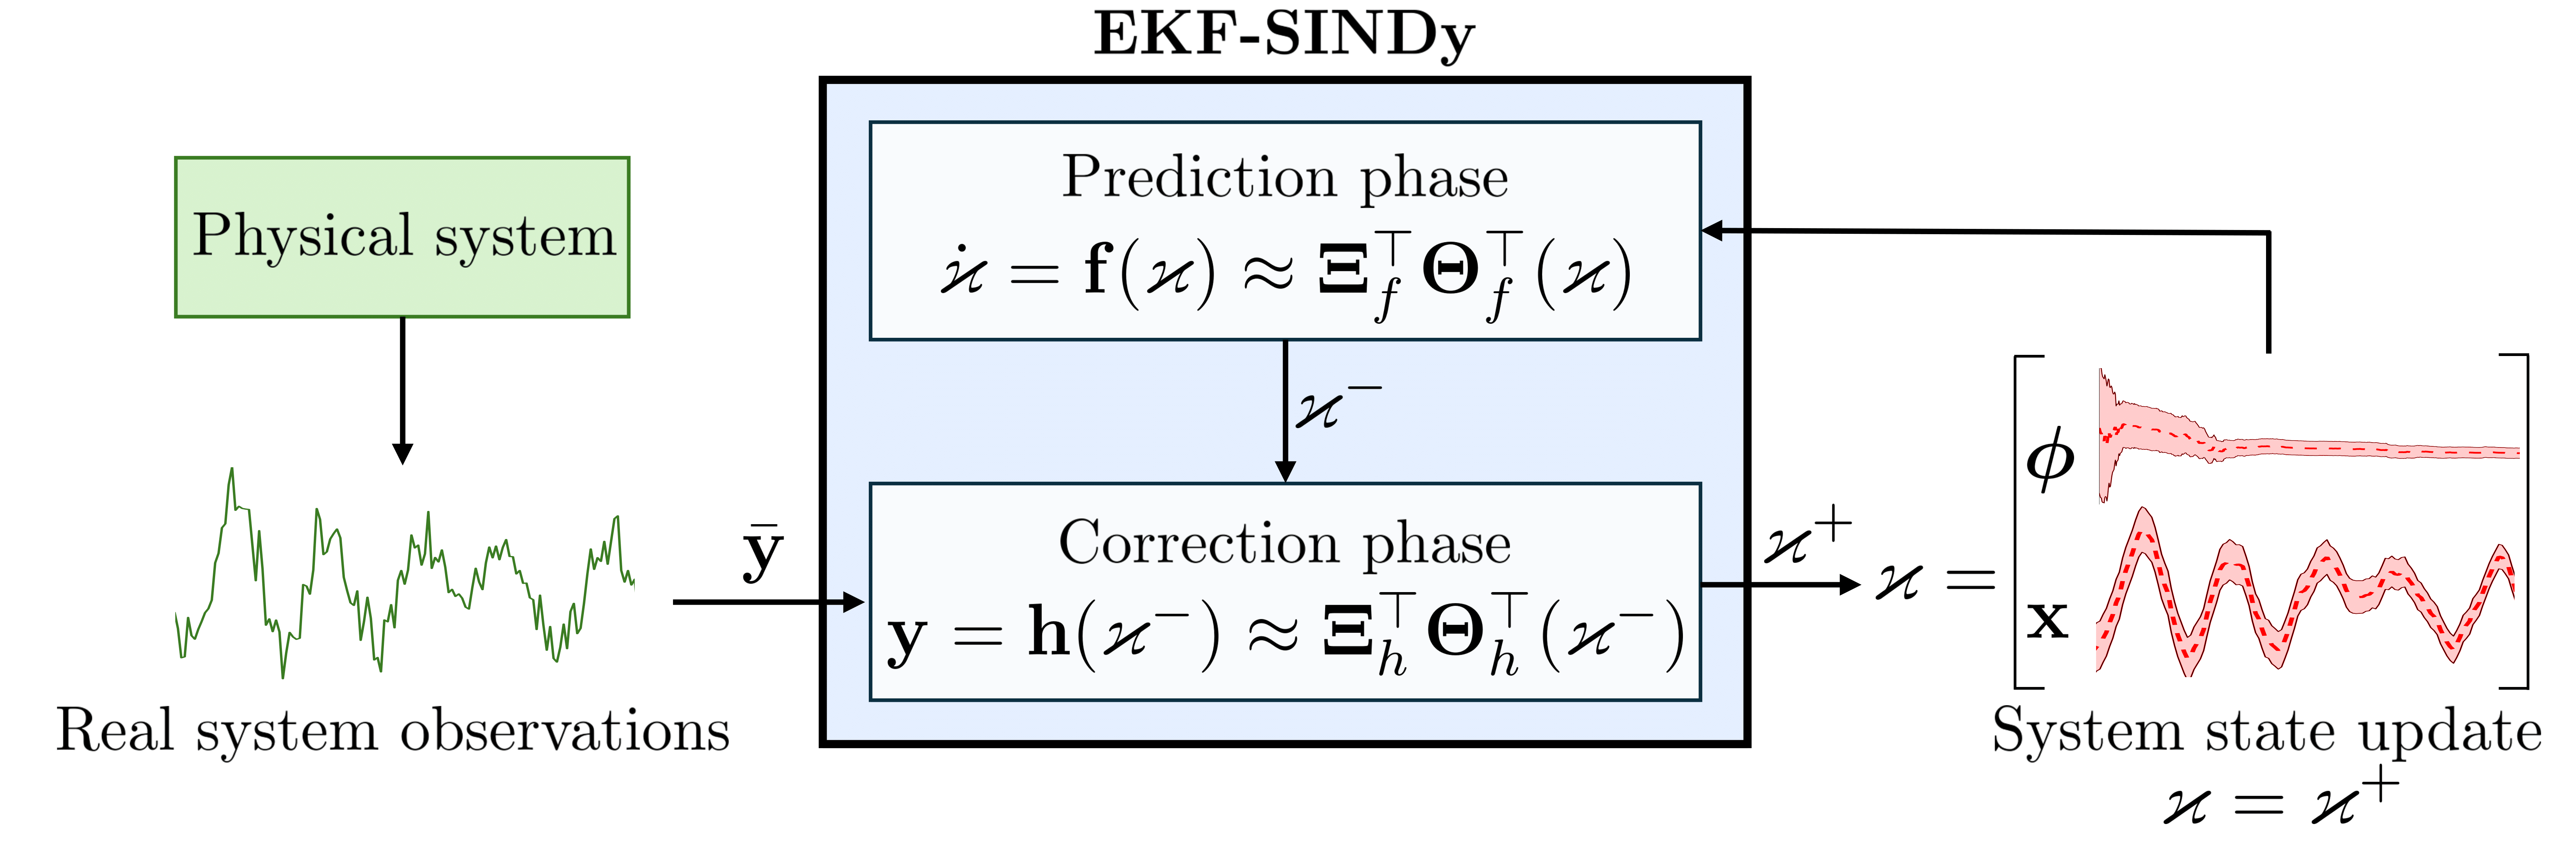 EKF-SINDy
Physical system
Prediction phase
ϰ̇ = f(ϰ) ≈ Ξ_f^⊤ Θ_f^⊤(ϰ)
ϰ⁻
Correction phase
y = h(ϰ⁻) ≈ Ξ_h^⊤ Θ_h^⊤(ϰ⁻)
ȳ
Real system observations
ϰ⁺
ϰ =
ϕ
x
System state update
ϰ = ϰ⁺